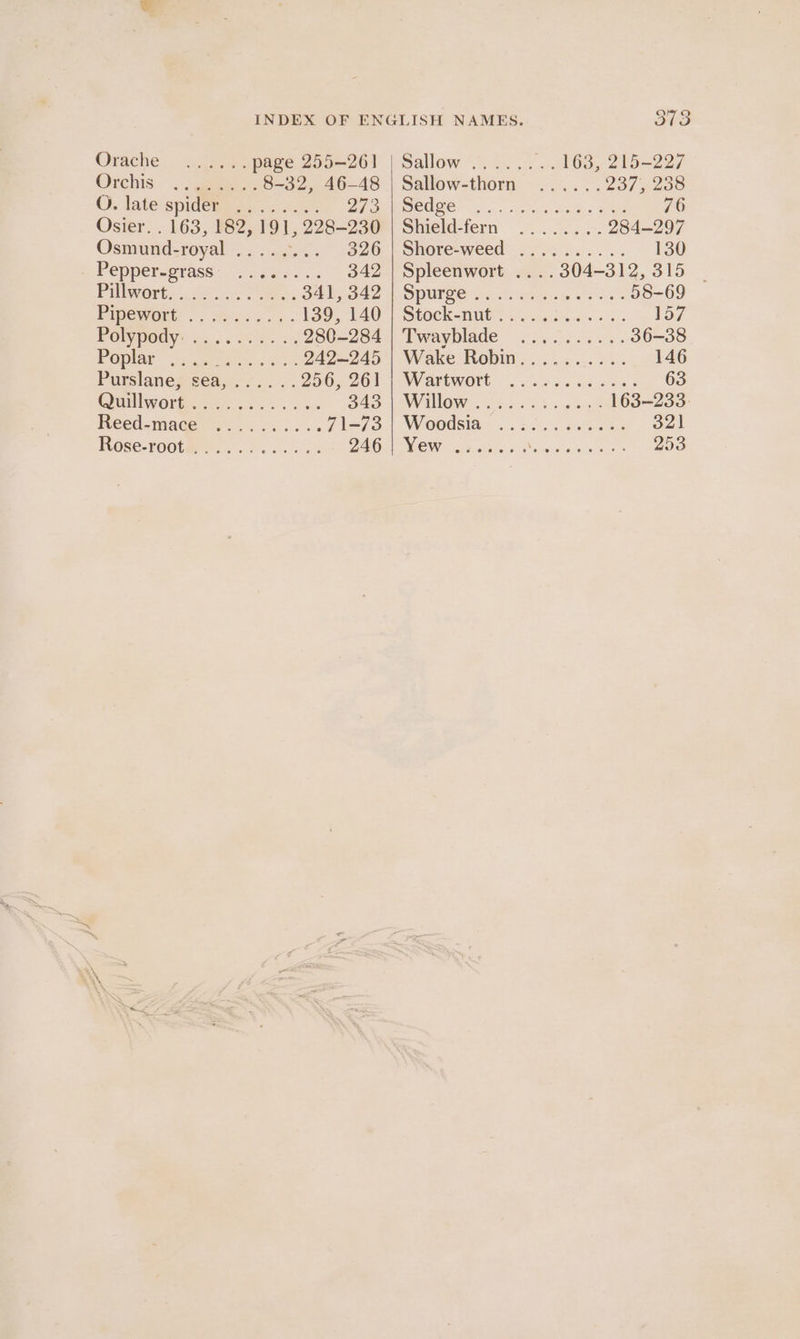 INDEX OF ENGLISH NAMES. 373
Orache ...... page 255–261
Orchis ........ 8–32, 46–48
O. late spider ......... 273
Osier. . 163, 182, 191, 228–230
Osmund-royal ........ 326
Pepper-grass ........ 342
Pillwort............ 341, 342
Pipewort .......... 139, 140
Polypody........... 280–284
Poplar ............ 242–245
Purslane, sea, ...... 256, 261
Quillwort ............ 343
Reed-mace .......... 71–73
Rose-root ............ 246
Sallow ......... 163, 215–227
Sallow-thorn ...... 237, 238
Sedge .............. 76
Shield-fern ........ 284–297
Shore-weed .......... 130
Spleenwort .... 304–312, 315
Spurge ............. 58–69
Stock-nut ............ 157
Twayblade .......... 36–38
Wake Robin.......... 146
Wartwort ............ 63
Willow ............ 163–233
Woodsia ............ 321
Yew .............. 253